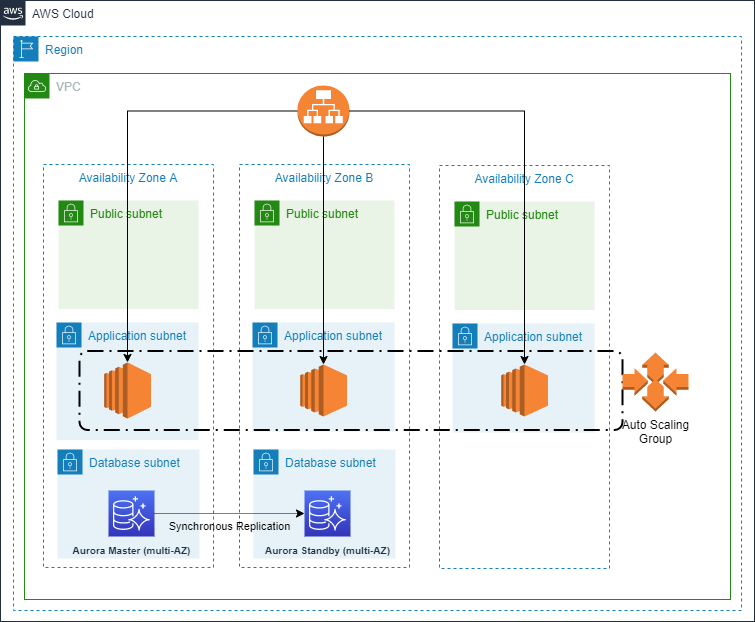 aws
AWS Cloud
Region
VPC
Availability Zone A
Availability Zone B
Availability Zone C
Public subnet
Public subnet
Public subnet
Application subnet
Application subnet
Application subnet
Auto Scaling
Group
Database subnet
Database subnet
Synchronous Replication
Aurora Master (multi-AZ)
Aurora Standby (multi-AZ)